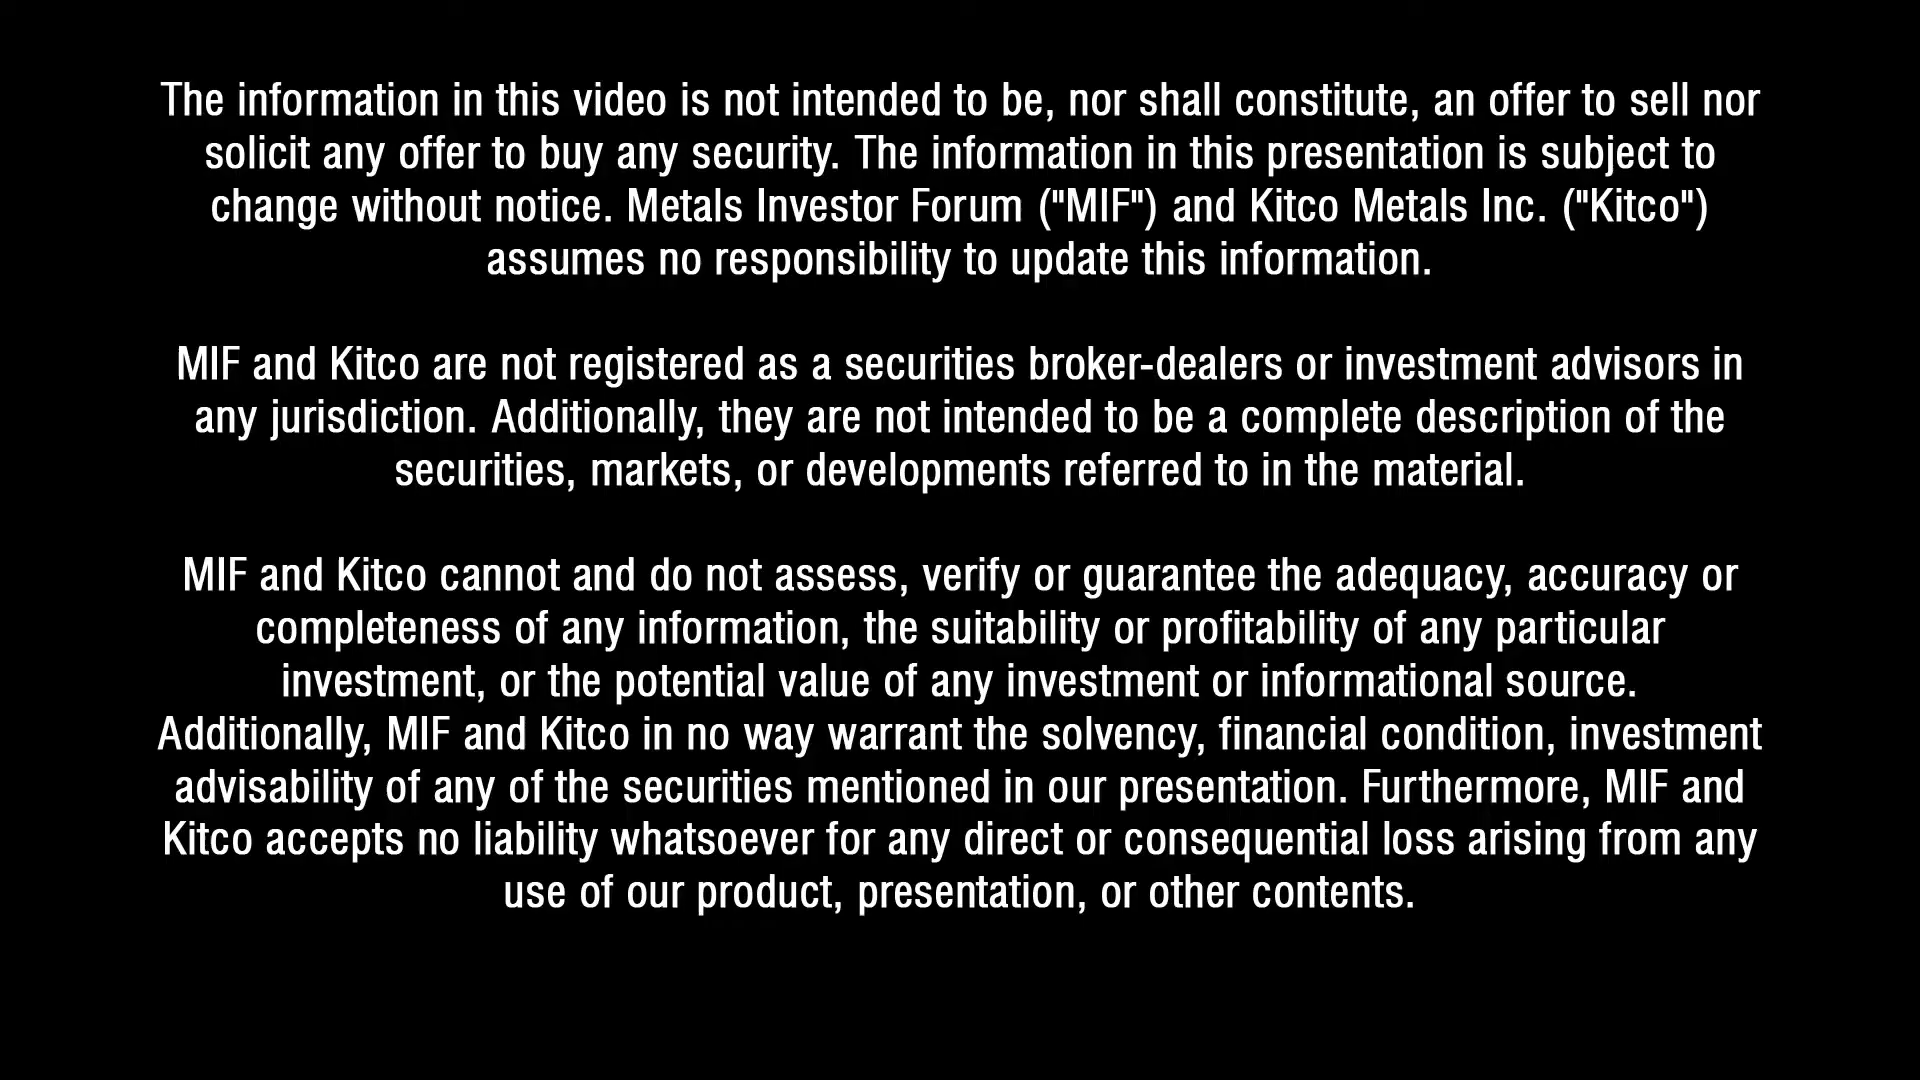 The information in this video is not intended to be, nor shall constitute, an offer to sell nor
solicit any offer to buy any security. The information in this presentation is subject to
change without notice. Metals Investor Forum ("MIF") and Kitco Metals Inc. ("Kitco")
assumes no responsibility to update this information.
MIF and Kitco are not registered as a securities broker-dealers or investment advisors in
any jurisdiction. Additionally, they are not intended to be a complete description of the
securities, markets, or developments referred to in the material.
MIF and Kitco cannot and do not assess, verify or guarantee the adequacy, accuracy or
completeness of any information, the suitability or profitability of any particular
investment, or the potential value of any investment or informational source.
Additionally, MIF and Kitco in no way warrant the solvency, financial condition, investment
advisability of any of the securities mentioned in our presentation. Furthermore, MIF and
Kitco accepts no liability whatsoever for any direct or consequential loss arising from any
use of our product, presentation, or other contents.